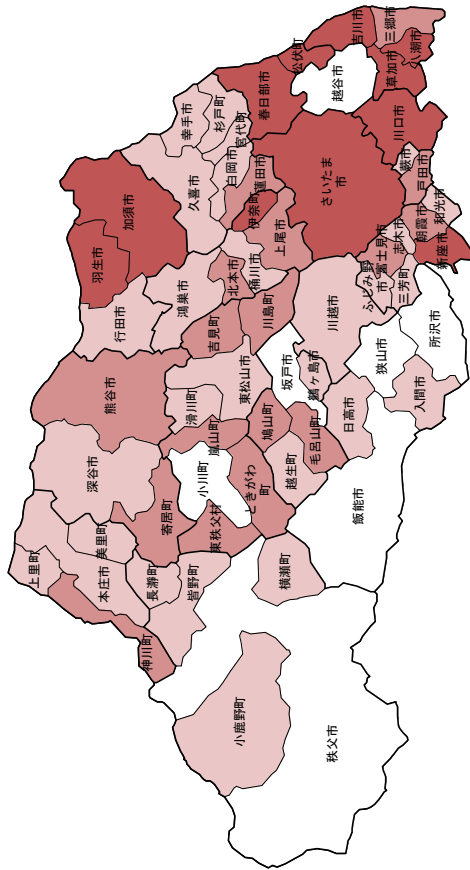 吉川市
三郷市
八潮市
松伏町
草加市
越谷市
春日部市
川口市
幸手市
杉戸町
宮代町
白岡市
蓮田市
久喜市
さいたま
市
蕨市
戸田市
和光市
伊奈町
上尾市
加須市
羽生市
桶川市
北本市
鴻巣市
行田市
朝霞市
志木市
新座市
富士見市
ふじみ野
市
三芳町
川越市
川島町
吉見町
所沢市
狭山市
入間市
東松山市
坂戸市
鶴ヶ島市
日高市
熊谷市
滑川町
嵐山町
鳩山町
毛呂山町
越生町
小川町
ときがわ
町
飯能市
深谷市
寄居町
東秩父村
美里町
本庄市
上里町
長瀞町
皆野町
横瀬町
神川町
小鹿野町
秩父市